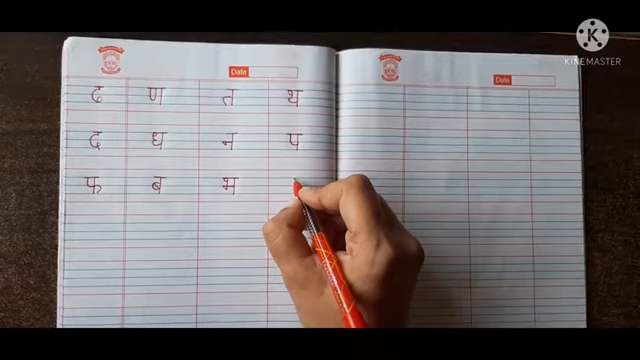 KINEMASTER
Date
Date
ढ ण त थ
द ध न प
फ ब भ